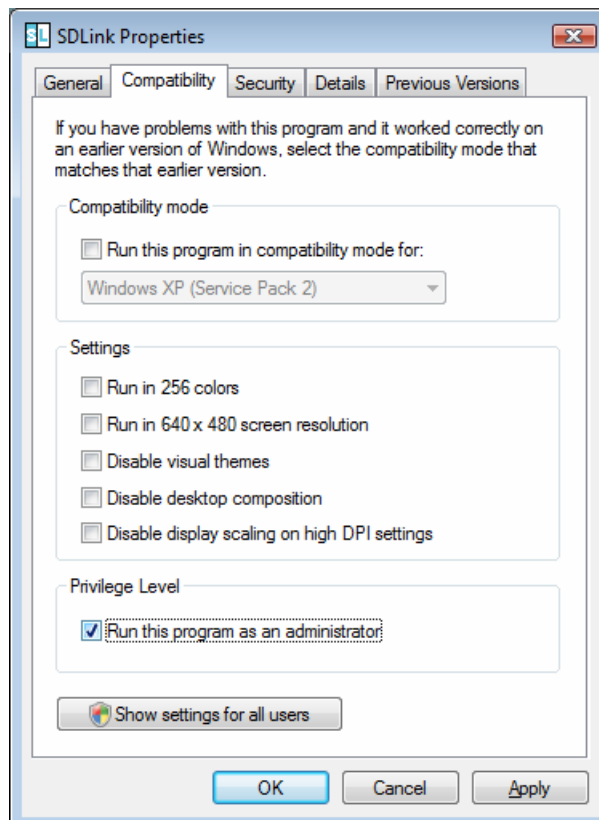 SL SDLink Properties
General Compatibility Security Details Previous Versions
If you have problems with this program and it worked correctly on
an earlier version of Windows, select the compatibility mode that
matches that earlier version.
Compatibility mode
Run this program in compatibility mode for:
Windows XP (Service Pack 2)
Settings
Run in 256 colors
Run in 640 x 480 screen resolution
Disable visual themes
Disable desktop composition
Disable display scaling on high DPI settings
Privilege Level
Run this program as an administrator
Show settings for all users
OK Cancel Apply